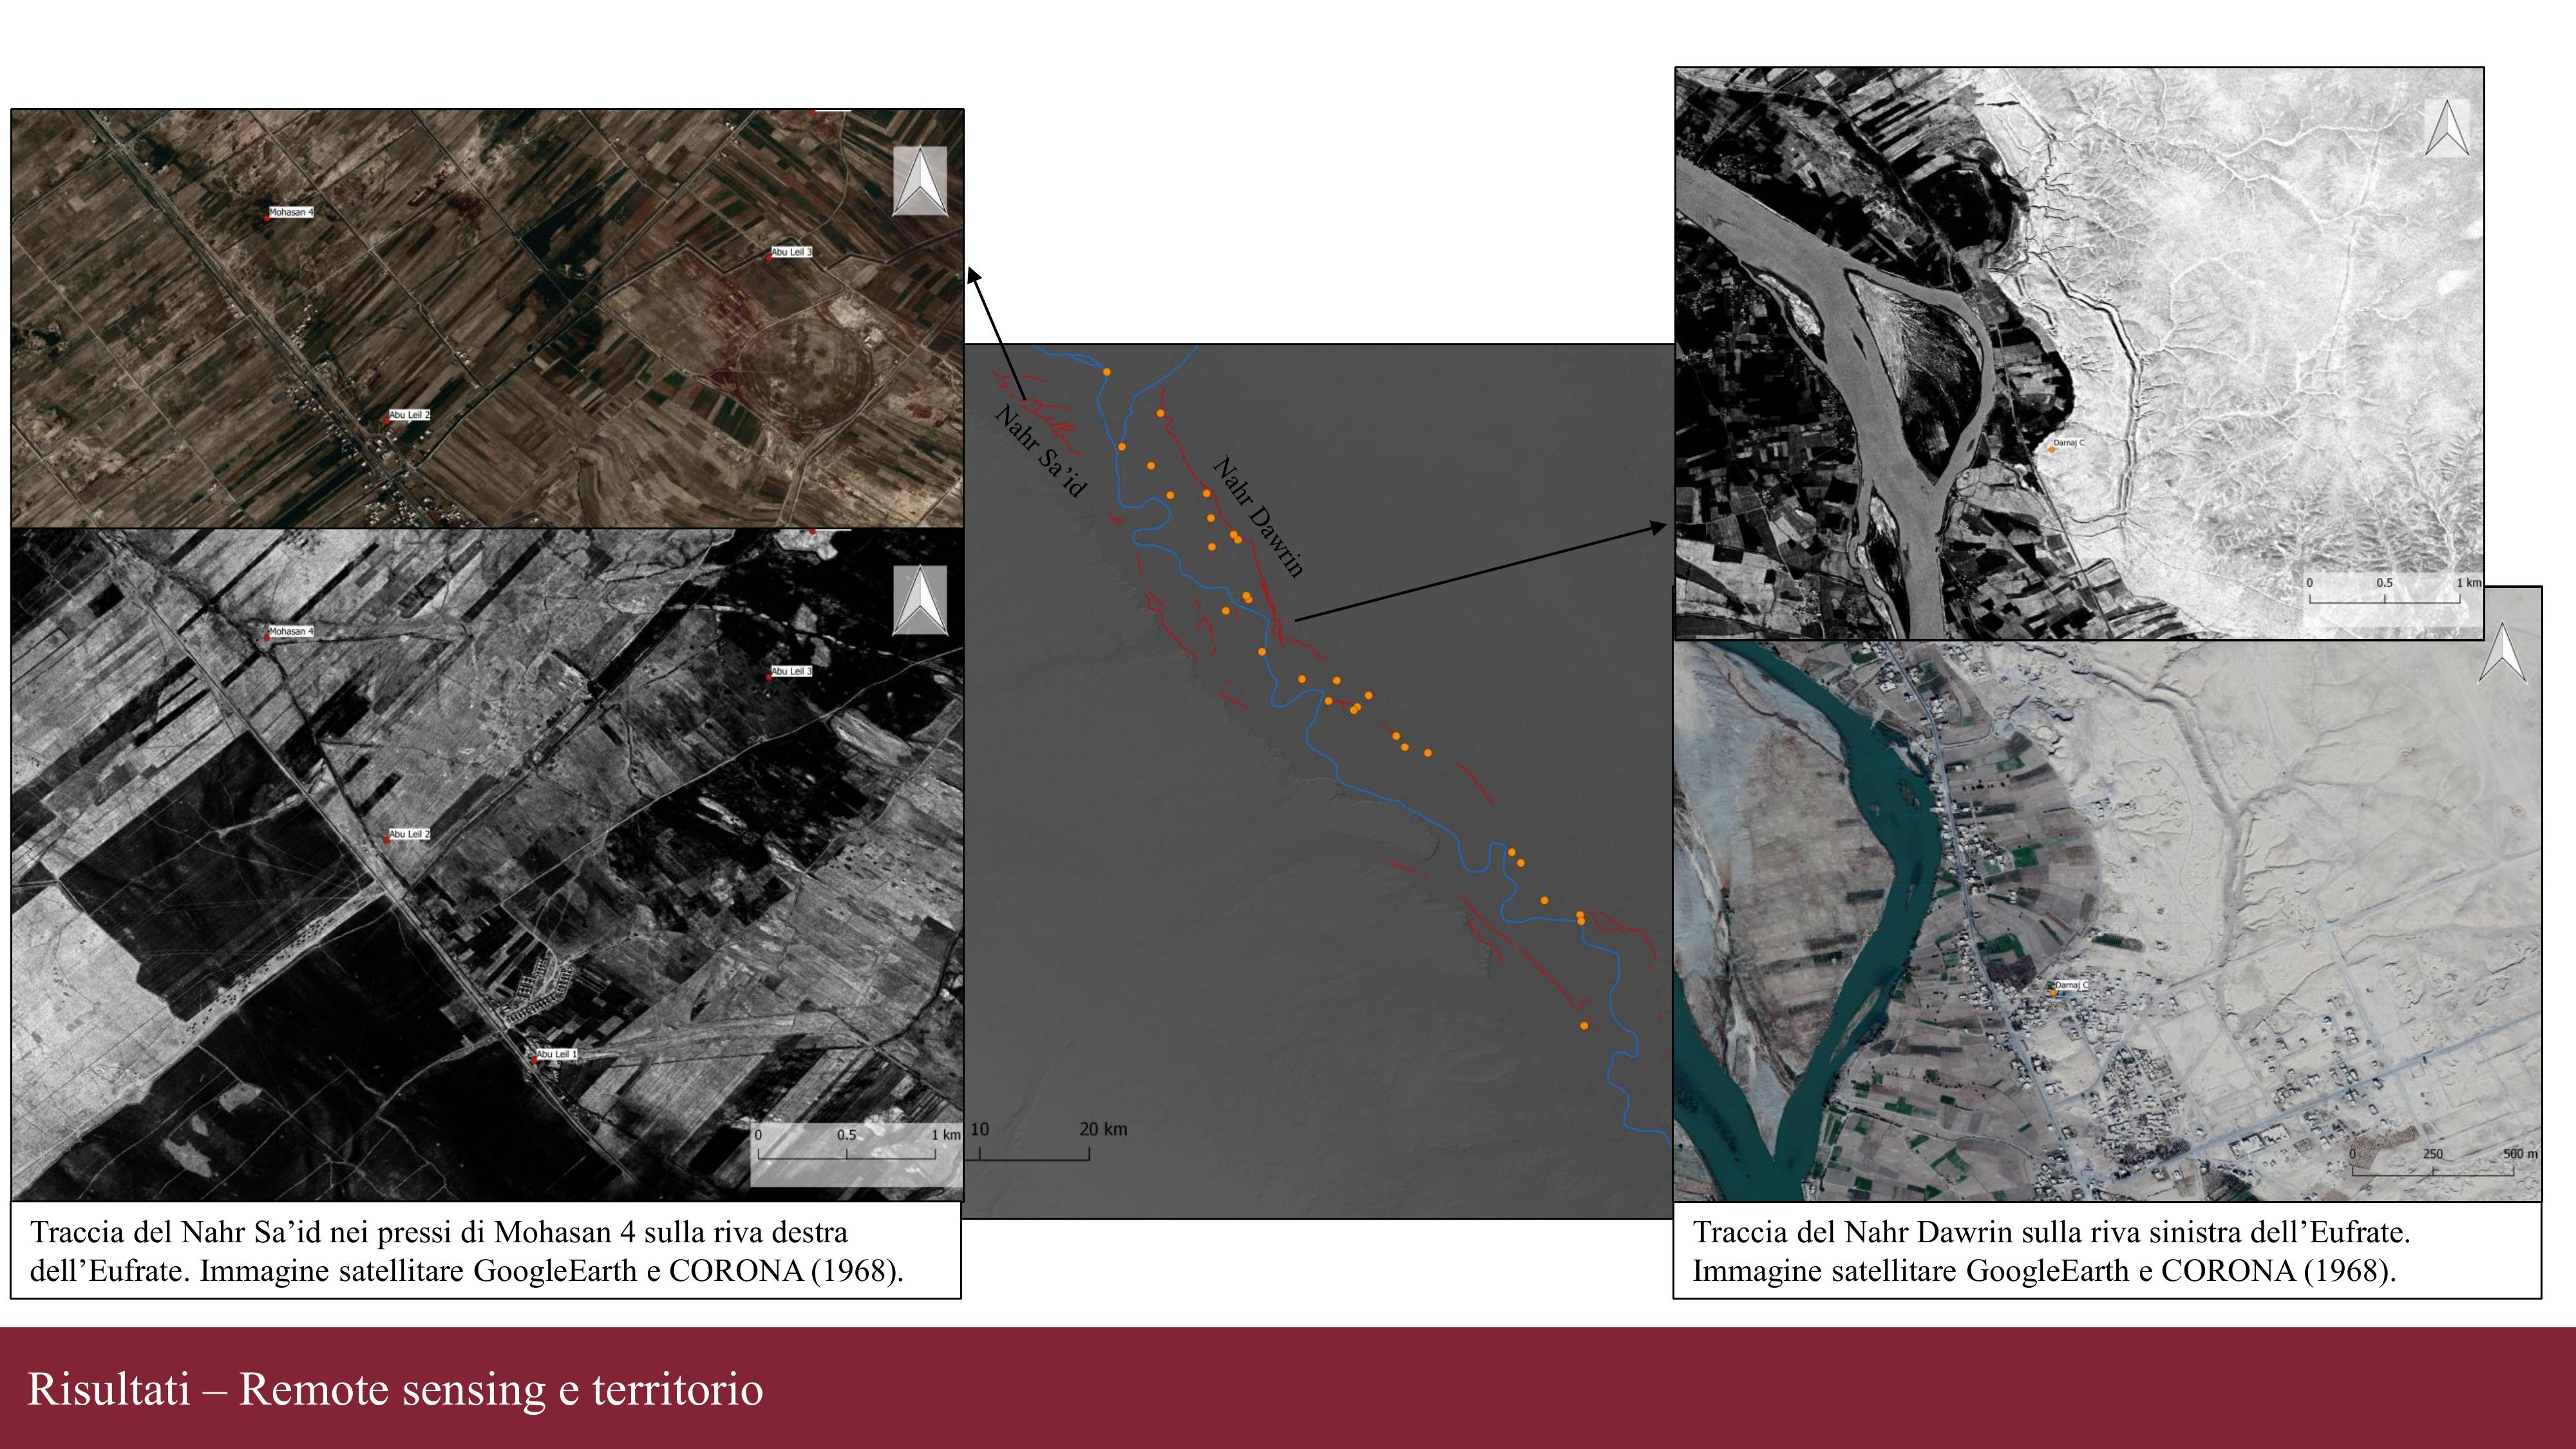 Mohasan 4
Abu Leil 3
Abu Leil 2
Mohasan 4
Abu Leil 3
Abu Leil 2
Abu Leil 1
0 0.5 1 km
Traccia del Nahr Sa’id nei pressi di Mohasan 4 sulla riva destra
dell’Eufrate. Immagine satellitare GoogleEarth e CORONA (1968).
Nahr Sa’id
Nahr Dawrin
10 20 km
Darnaj C
0 0.5 1 km
Darnaj C
0 250 500 m
Traccia del Nahr Dawrin sulla riva sinistra dell’Eufrate.
Immagine satellitare GoogleEarth e CORONA (1968).
Risultati – Remote sensing e territorio